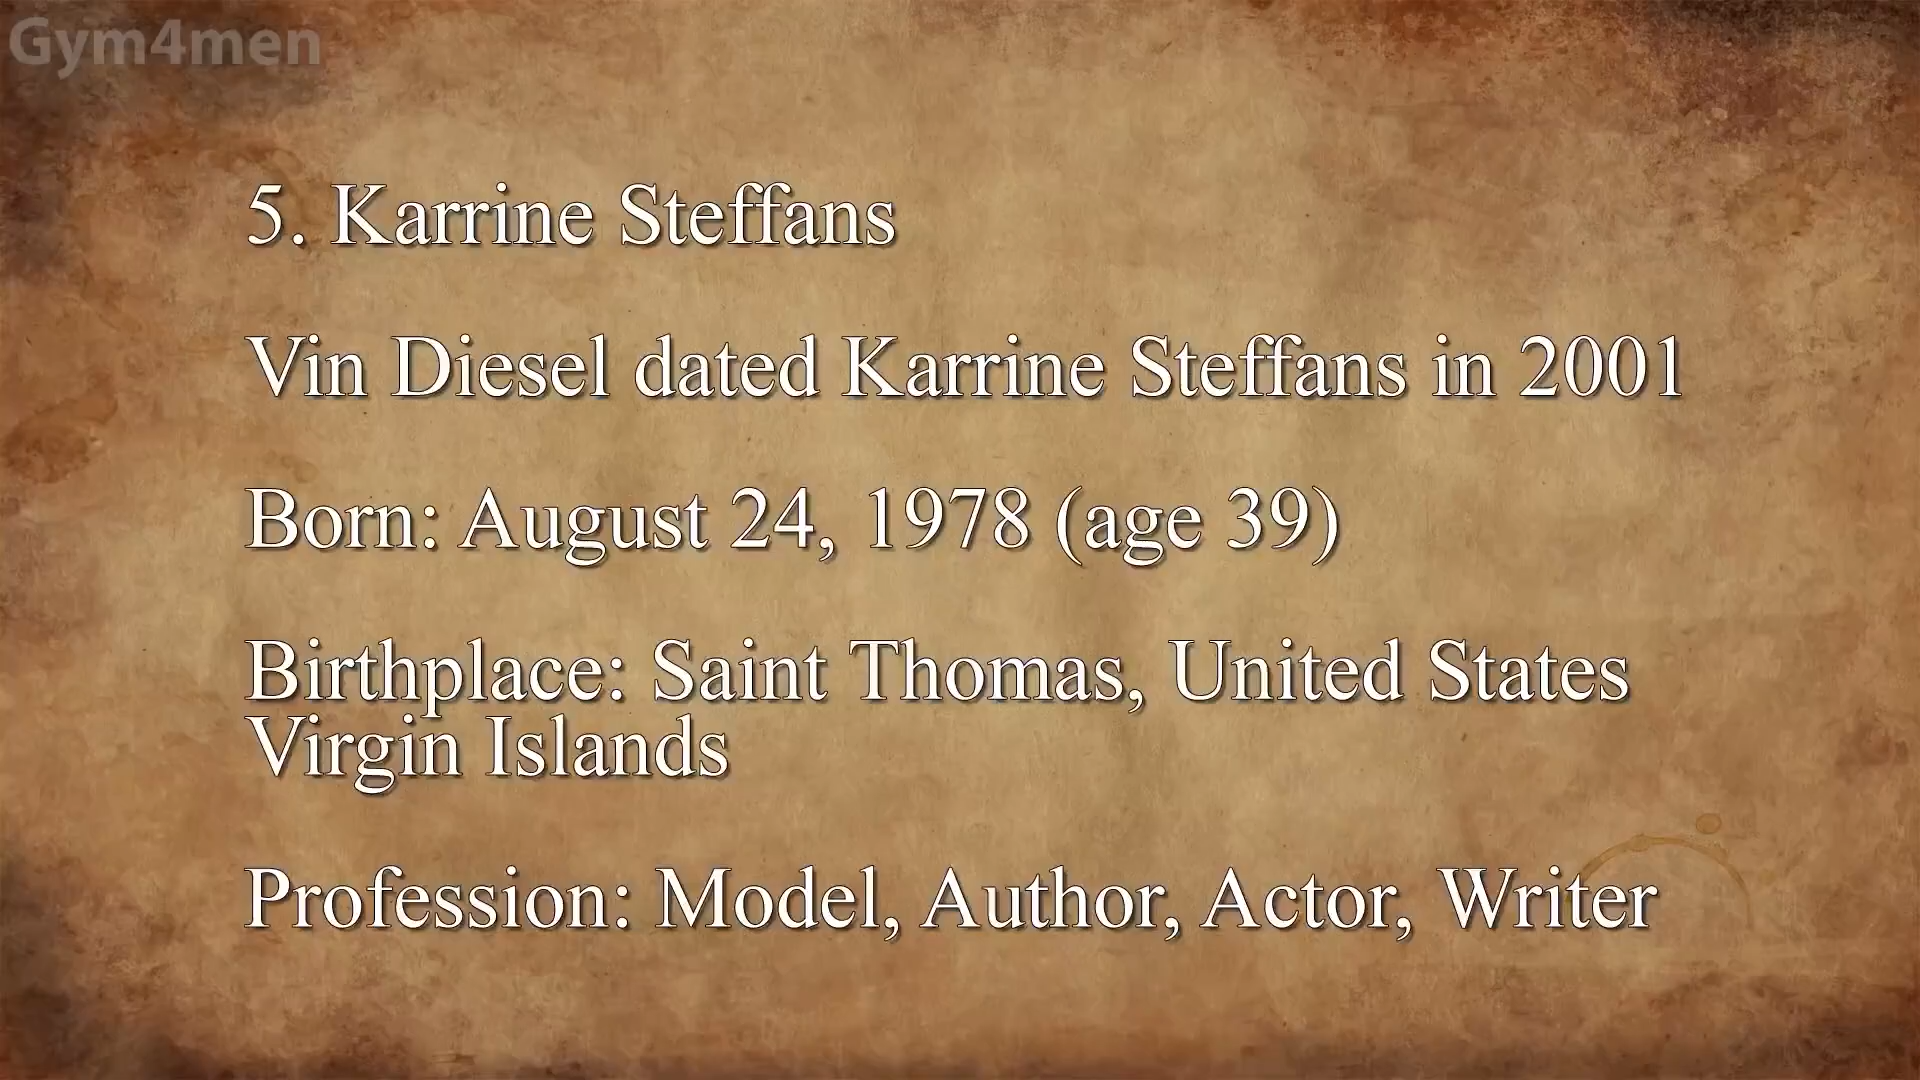 Gym4men
5. Karrine Steffans
Vin Diesel dated Karrine Steffans in 2001
Born: August 24, 1978 (age 39)
Birthplace: Saint Thomas, United States
Virgin Islands
Profession: Model, Author, Actor, Writer